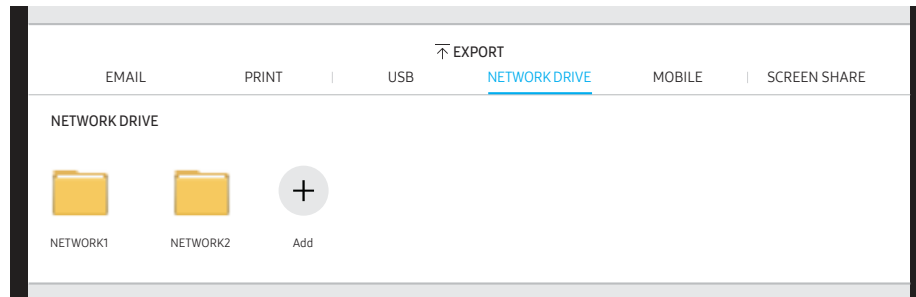 EXPORT
EMAIL PRINT USB NETWORK DRIVE MOBILE SCREEN SHARE
NETWORK DRIVE
NETWORK1 NETWORK2 Add